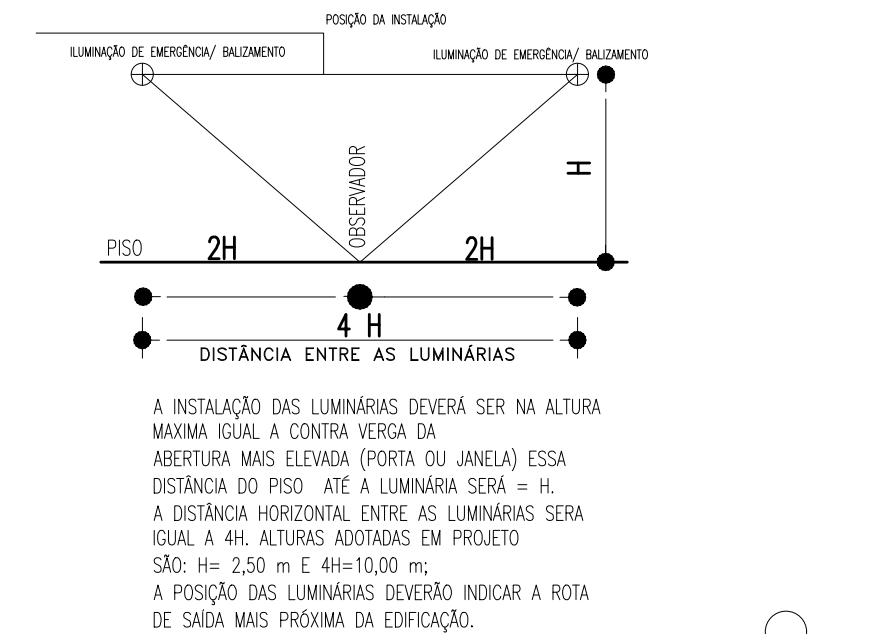 POSIÇÃO DA INSTALAÇÃO
ILUMINAÇÃO DE EMERGÊNCIA/ BALIZAMENTO
ILUMINAÇÃO DE EMERGÊNCIA/ BALIZAMENTO
H
OBSERVADOR
PISO
2H
2H
4 H
DISTÂNCIA ENTRE AS LUMINÁRIAS
A INSTALAÇÃO DAS LUMINÁRIAS DEVERÁ SER NA ALTURA
MAXIMA IGUAL A CONTRA VERGA DA
ABERTURA MAIS ELEVADA (PORTA OU JANELA) ESSA
DISTÂNCIA DO PISO ATÉ A LUMINÁRIA SERÁ = H.
A DISTÂNCIA HORIZONTAL ENTRE AS LUMINÁRIAS SERA
IGUAL A 4H. ALTURAS ADOTADAS EM PROJETO
SÃO: H= 2,50 m E 4H=10,00 m;
A POSIÇÃO DAS LUMINÁRIAS DEVERÃO INDICAR A ROTA
DE SAÍDA MAIS PRÓXIMA DA EDIFICAÇÃO.